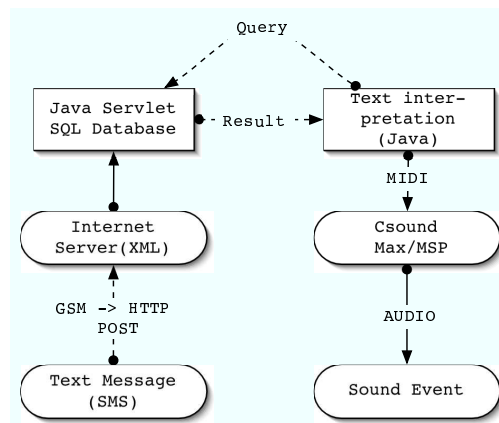 Query
Java Servlet
SQL Database
Result
Text inter-
pretation
(Java)
MIDI
Internet
Server(XML)
Csound
Max/MSP
GSM -> HTTP
POST
AUDIO
Text Message
(SMS)
Sound Event